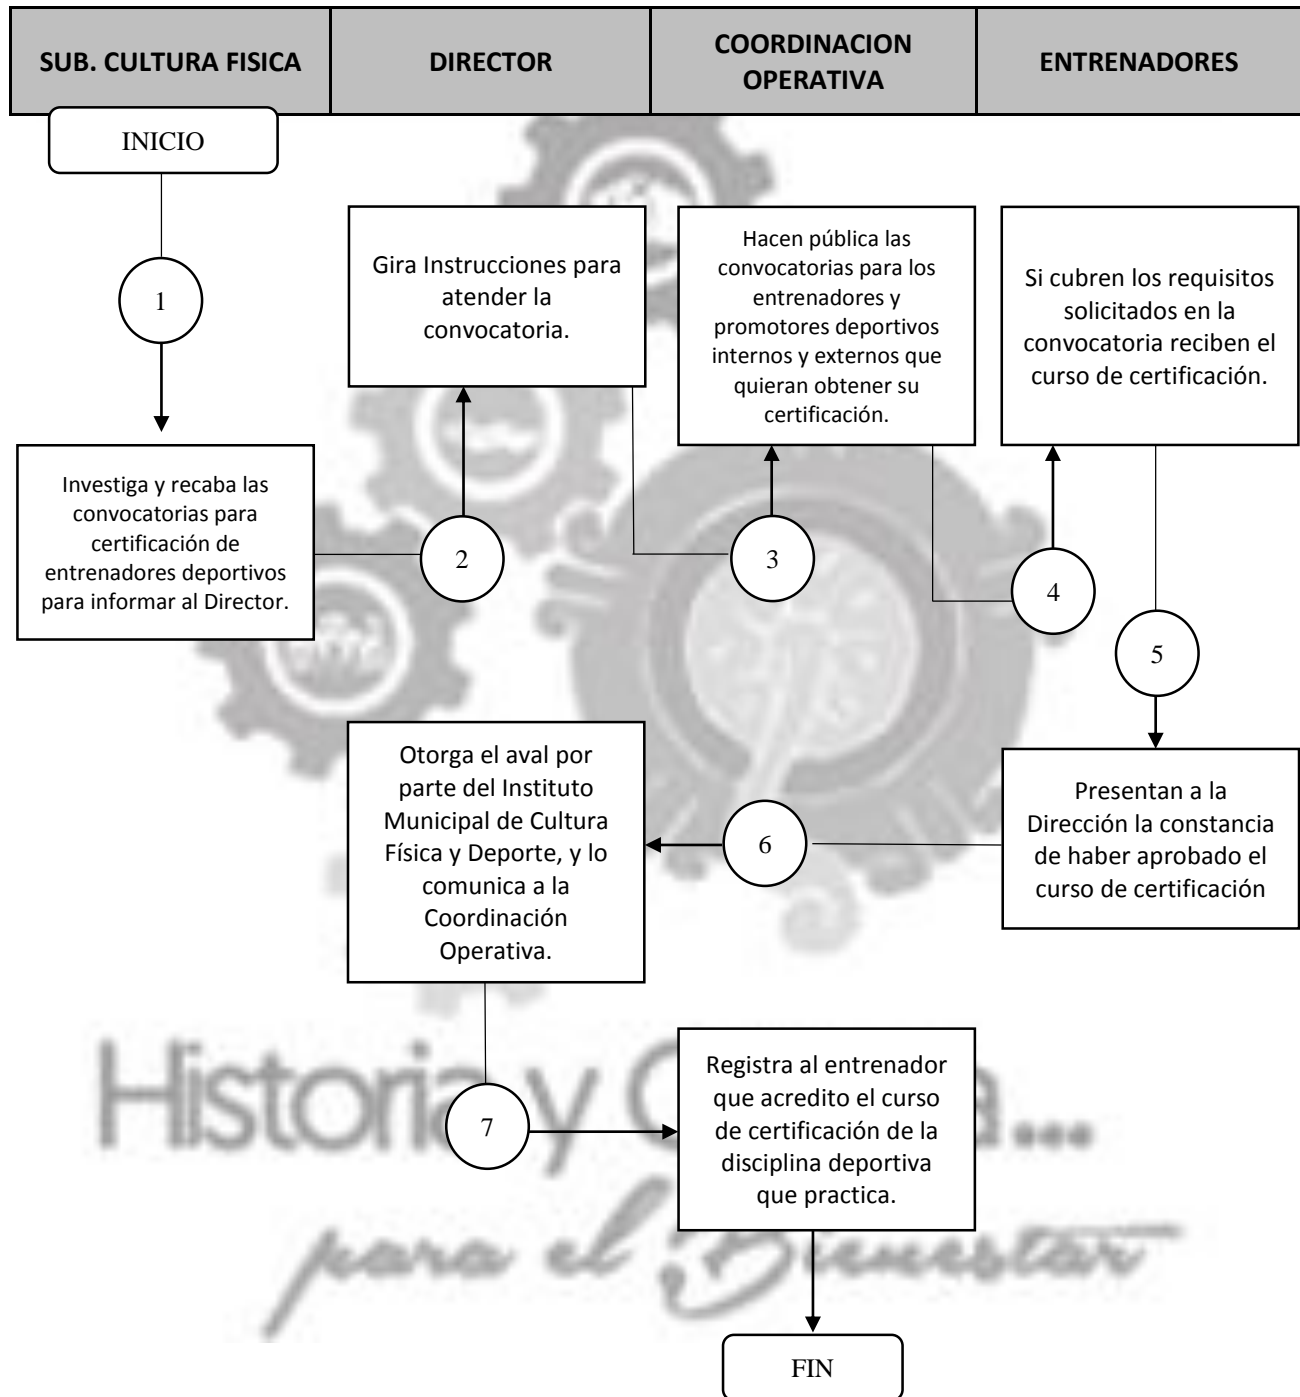 SUB. CULTURA FISICA
DIRECTOR
COORDINACION
OPERATIVA
ENTRENADORES
INICIO
1
Investiga y recaba las
convocatorias para
certificación de
entrenadores deportivos
para informar al Director.
2
Gira Instrucciones para
atender la
convocatoria.
3
Hacen pública las
convocatorias para los
entrenadores y
promotores deportivos
internos y externos que
quieran obtener su
certificación.
4
Si cubren los requisitos
solicitados en la
convocatoria reciben el
curso de certificación.
5
Presentan a la
Dirección la constancia
de haber aprobado el
curso de certificación
6
Otorga el aval por
parte del Instituto
Municipal de Cultura
Física y Deporte, y lo
comunica a la
Coordinación
Operativa.
7
Registra al entrenador
que acredito el curso
de certificación de la
disciplina deportiva
que practica.
FIN
Historia y
para el Bienestar